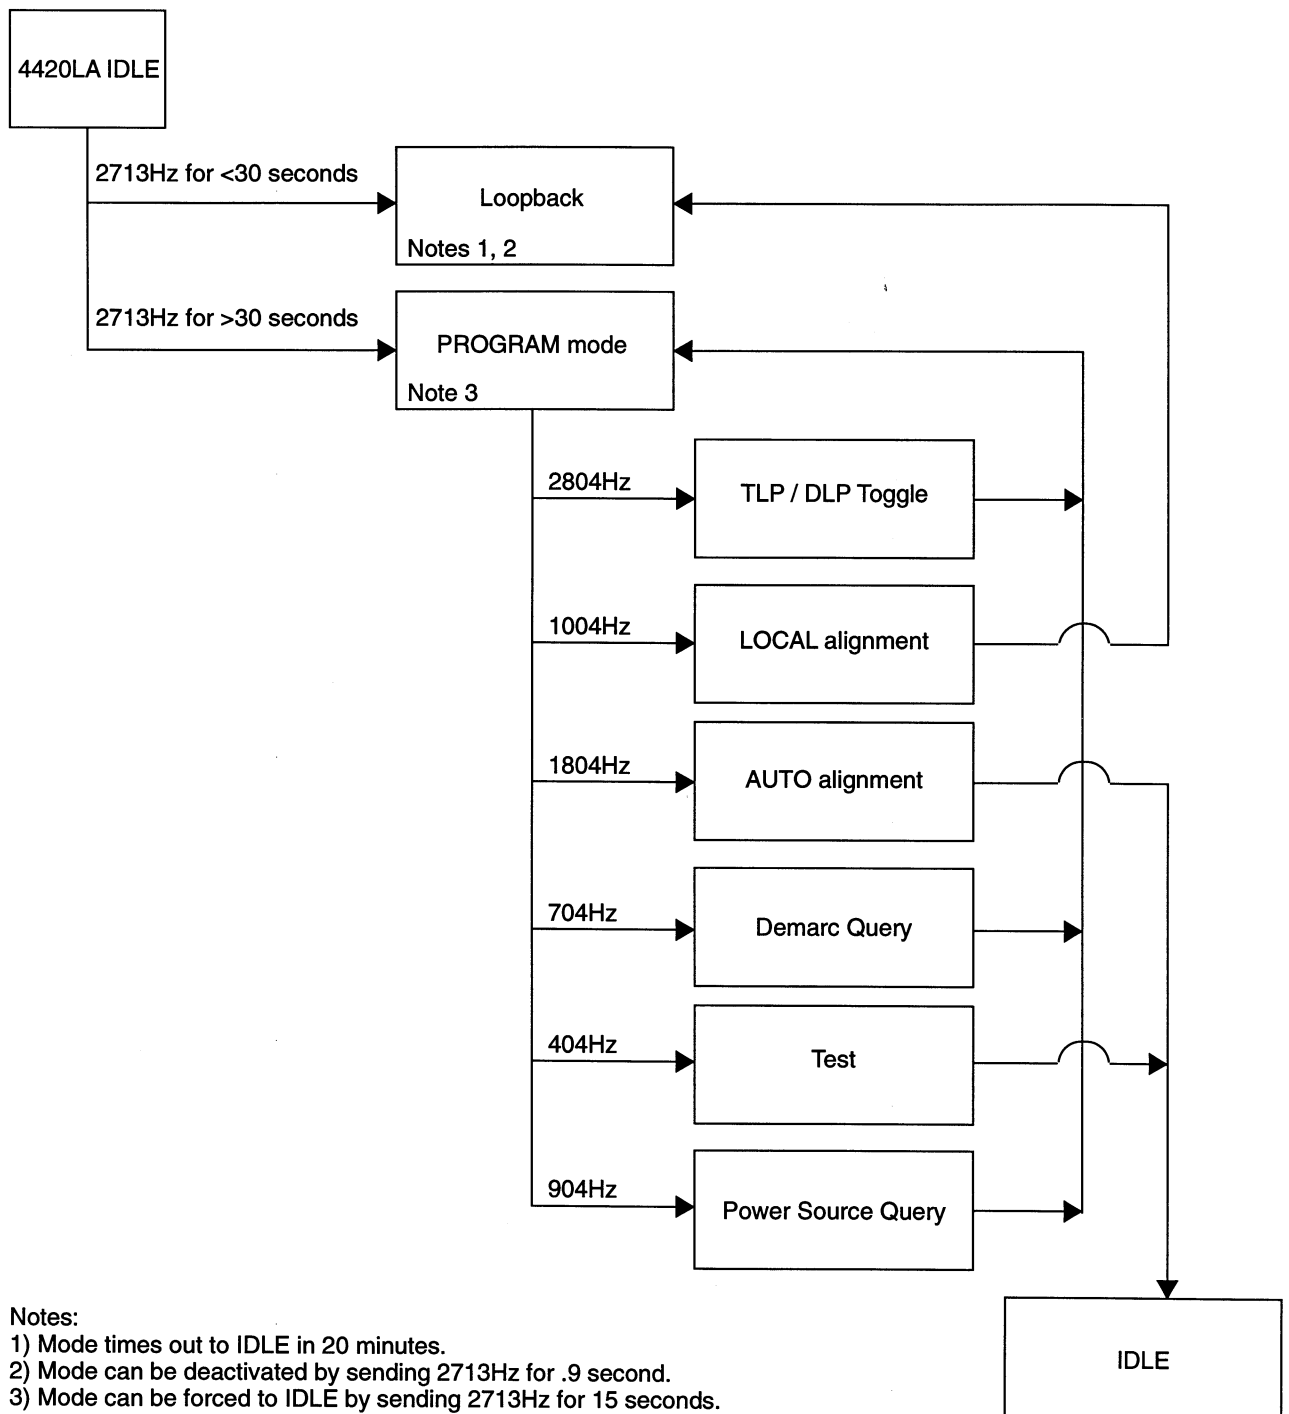 4420LA IDLE
2713Hz for <30 seconds
Loopback
Notes 1, 2
2713Hz for >30 seconds
PROGRAM mode
Note 3
2804Hz
TLP / DLP Toggle
1004Hz
LOCAL alignment
1804Hz
AUTO alignment
704Hz
Demarc Query
404Hz
Test
904Hz
Power Source Query
Notes:
1) Mode times out to IDLE in 20 minutes.
2) Mode can be deactivated by sending 2713Hz for .9 second.
3) Mode can be forced to IDLE by sending 2713Hz for 15 seconds.
IDLE